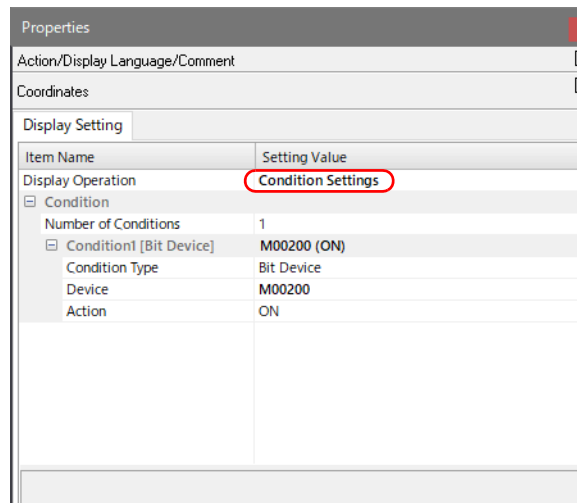 Properties
Action/Display Language/Comment
Coordinates
Display Setting
Item Name Setting Value
Display Operation Condition Settings
Condition
Number of Conditions 1
Condition1 [Bit Device] M00200 (ON)
Condition Type Bit Device
Device M00200
Action ON